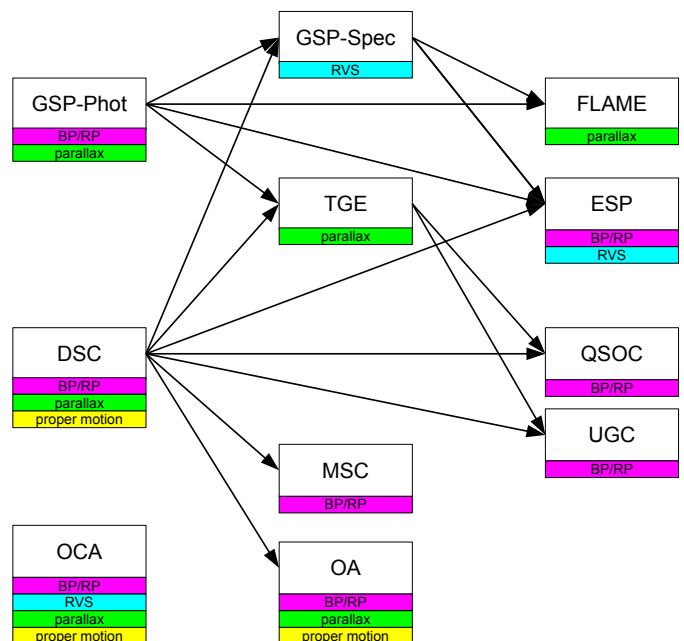 GSP-Spec
RVS
GSP-Phot
BP/RP
parallax
FLAME
parallax
TGE
parallax
ESP
BP/RP
RVS
DSC
BP/RP
parallax
proper motion
QSOC
BP/RP
UGC
BP/RP
MSC
BP/RP
OCA
BP/RP
RVS
parallax
proper motion
OA
BP/RP
parallax
proper motion